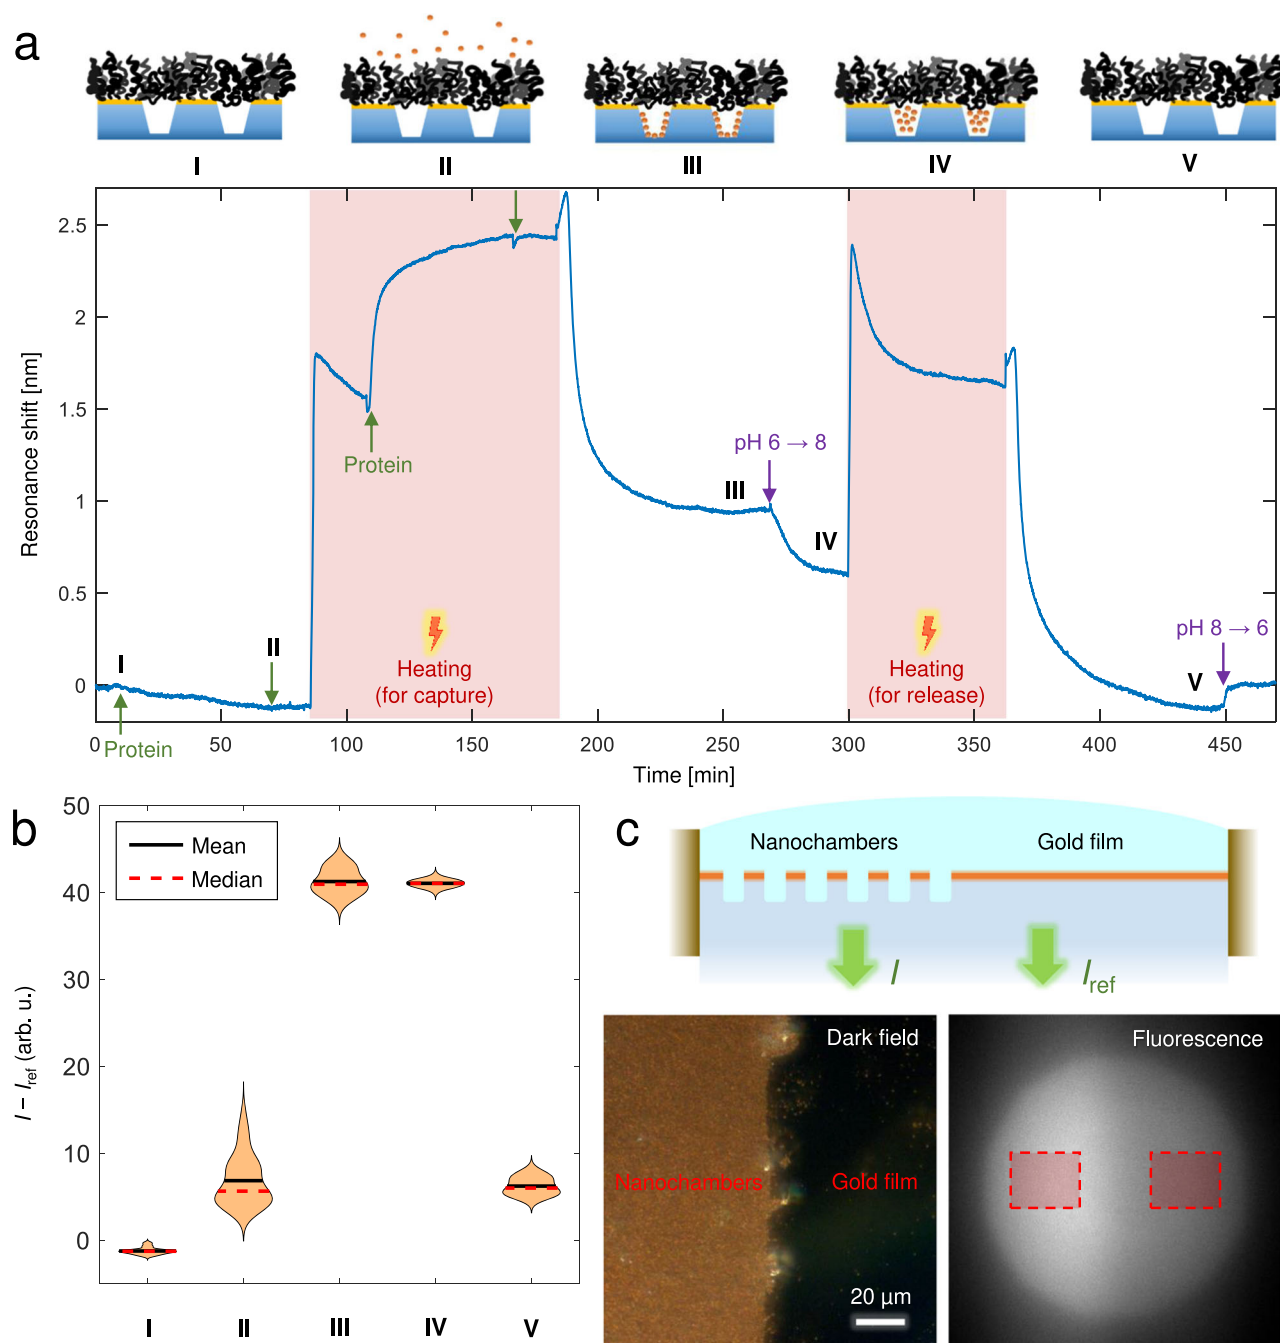 a
I
II
III
IV
V
Resonance shift [nm]
2.5
2
1.5
1
0.5
0
Protein
pH 6 → 8
III
IV
II
I
Heating
(for capture)
Heating
(for release)
pH 8 → 6
V
0
50
100
150
200
250
300
350
400
450
Protein
Time [min]
b
I − Iref (arb. u.)
50
40
30
20
10
0
Mean
Median
I
II
III
IV
V
c
Nanochambers
Gold film
I
Iref
Dark field
Nanochambers
Gold film
20 µm
Fluorescence